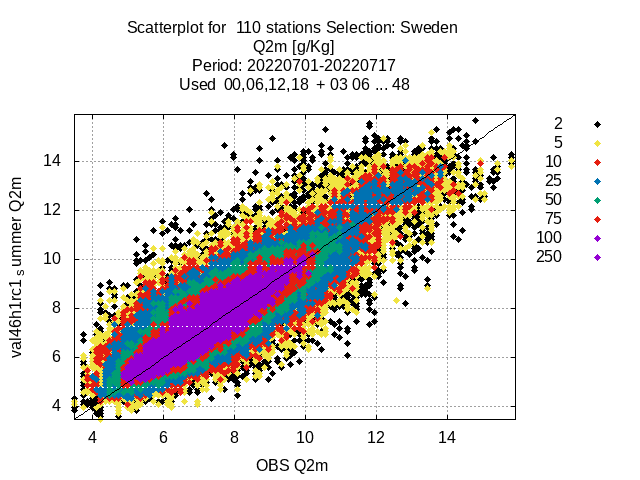 Scatterplot for 110 stations Selection: Sweden
Q2m [g/Kg]
Period: 20220701-20220717
Used 00,06,12,18 + 03 06 ... 48
2
5
10
25
50
75
100
250
14
12
10
8
6
4
val46h1rc1 summer Q2m
4 6 8 10 12 14
OBS Q2m